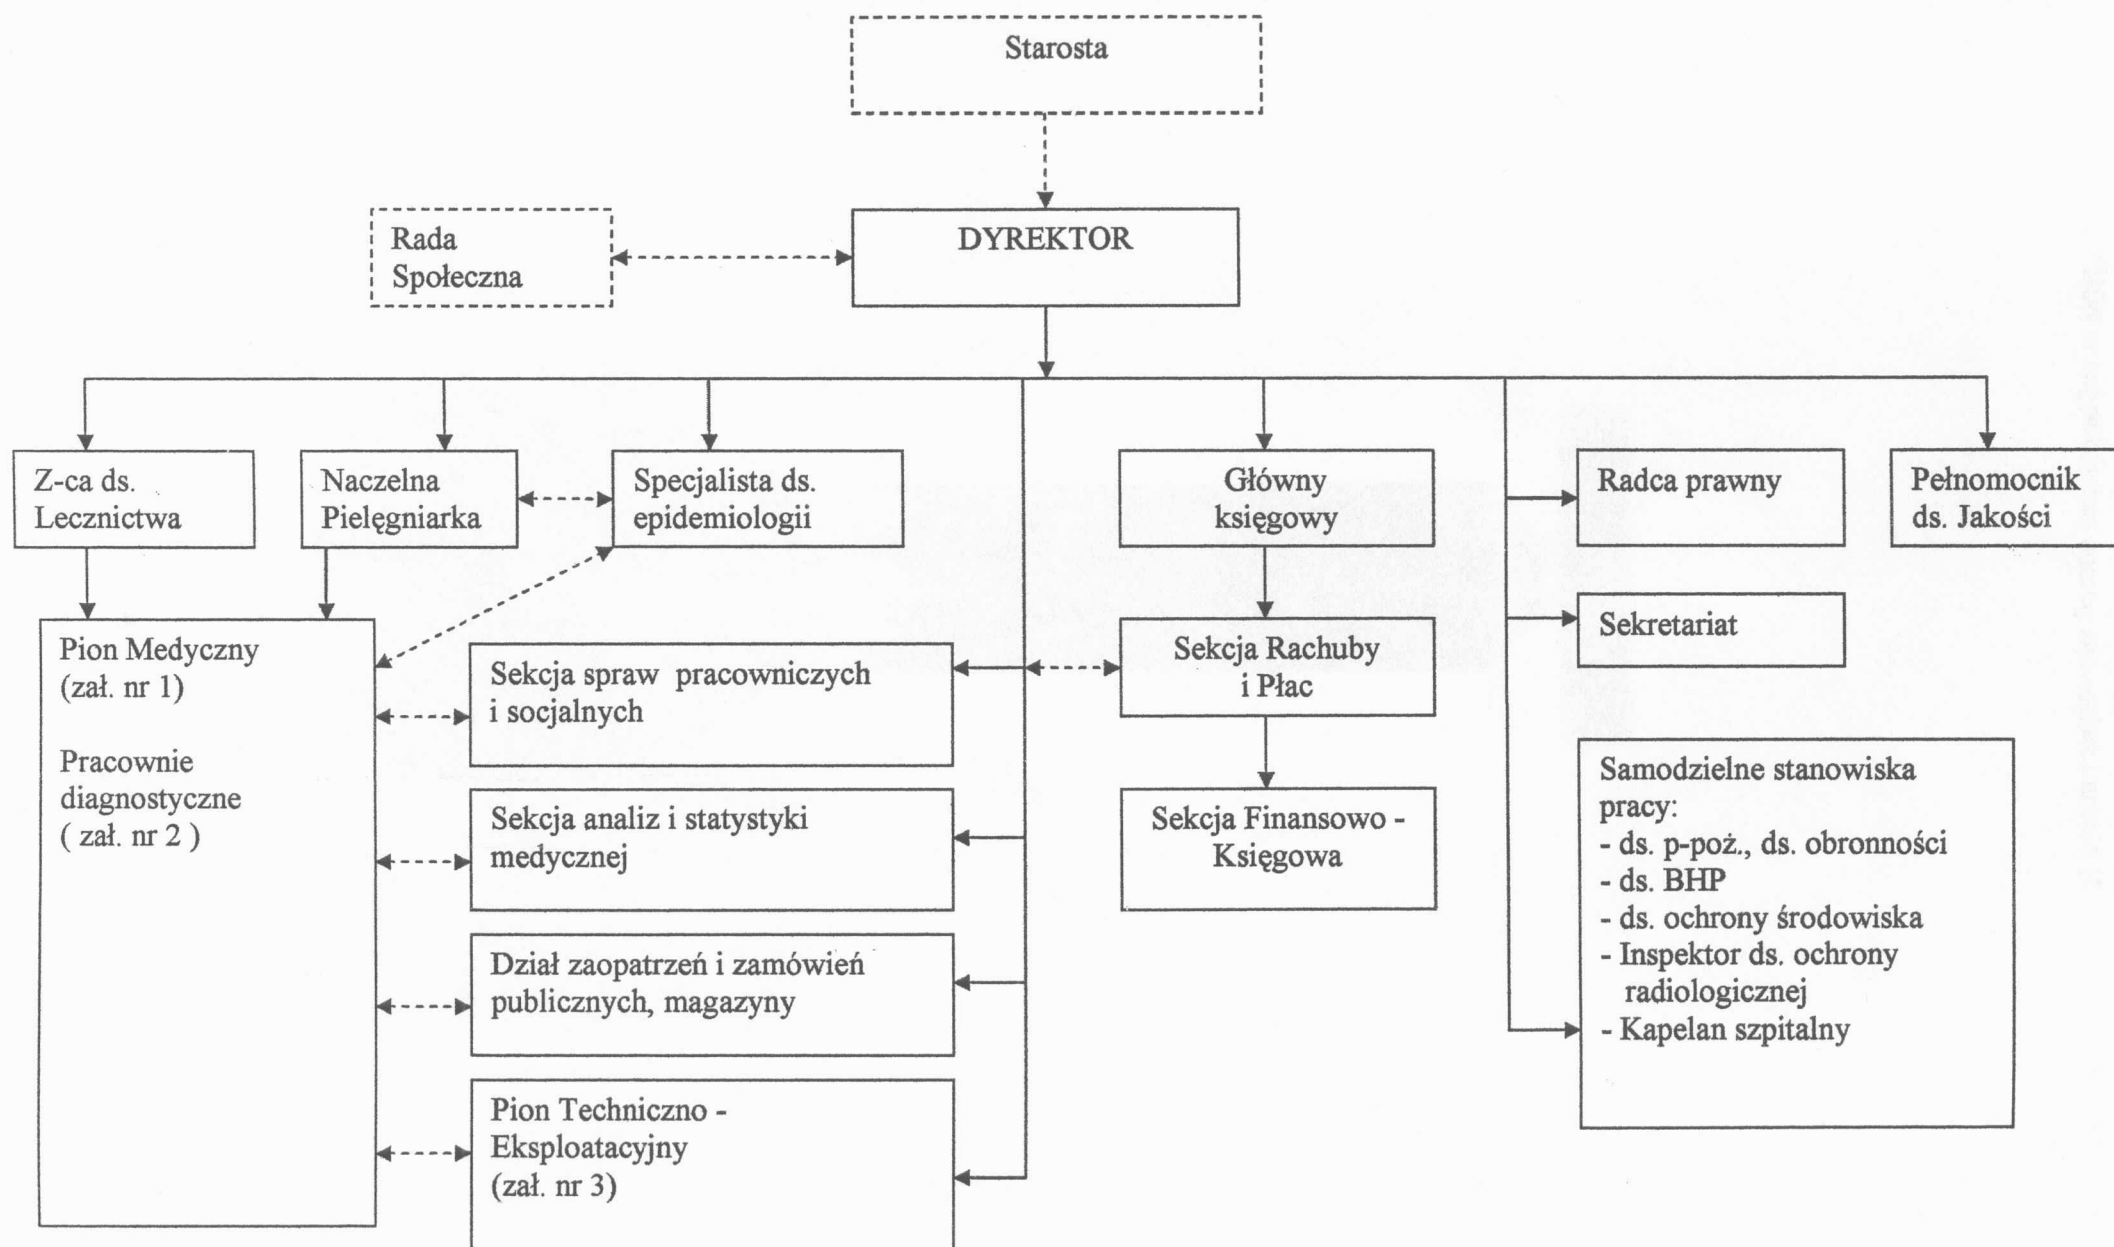 Starosta
Rada
Społeczna
DYREKTOR
Z-ca ds.
Lecznictwa
Naczelna
Pielęgniarka
Specjalista ds.
epidemiologii
Główny
księgowy
Radca prawny
Pełnomocnik
ds. Jakości
Sekretariat
Pion Medyczny
(zał. nr 1)
Pracownie
diagnostyczne
( zał. nr 2 )
Sekcja spraw pracowniczych
i socjalnych
Sekcja Rachuby
i Płac
Sekcja analiz i statystyki
medycznej
Sekcja Finansowo -
Księgowa
Samodzielne stanowiska
pracy:
- ds. p-poż., ds. obronności
- ds. BHP
- ds. ochrony środowiska
- Inspektor ds. ochrony
radiologicznej
- Kapelan szpitalny
Dział zaopatrzeń i zamówień
publicznych, magazyny
Pion Techniczno -
Eksploatacyjny
(zał. nr 3)